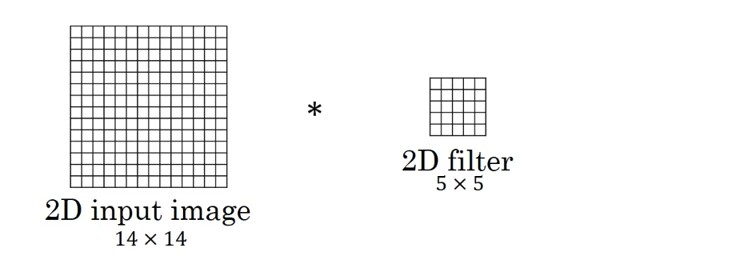 *
2D input image
14 × 14
2D filter
5 × 5